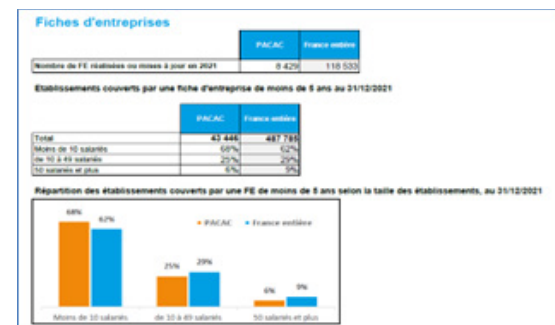 Fiches d'entreprises
PACAC France entière
Nombre de FE réalisées ou mises à jour en 2021 8 429 118 533
Etablissements couverts par une fiche d'entreprise de moins de 5 ans au 31/12/2021
PACAC France entière
Total 43 446 487 785
Moins de 10 salariés 68% 62%
de 10 à 49 salariés 25% 29%
50 salariés et plus 6% 9%
Répartition des établissements couverts par une FE de moins de 5 ans selon la taille des établissements, au 31/12/2021
PACAC France entière
68% 62% 25% 29% 6% 9%
Moins de 10 salariés de 10 à 49 salariés 50 salariés et plus